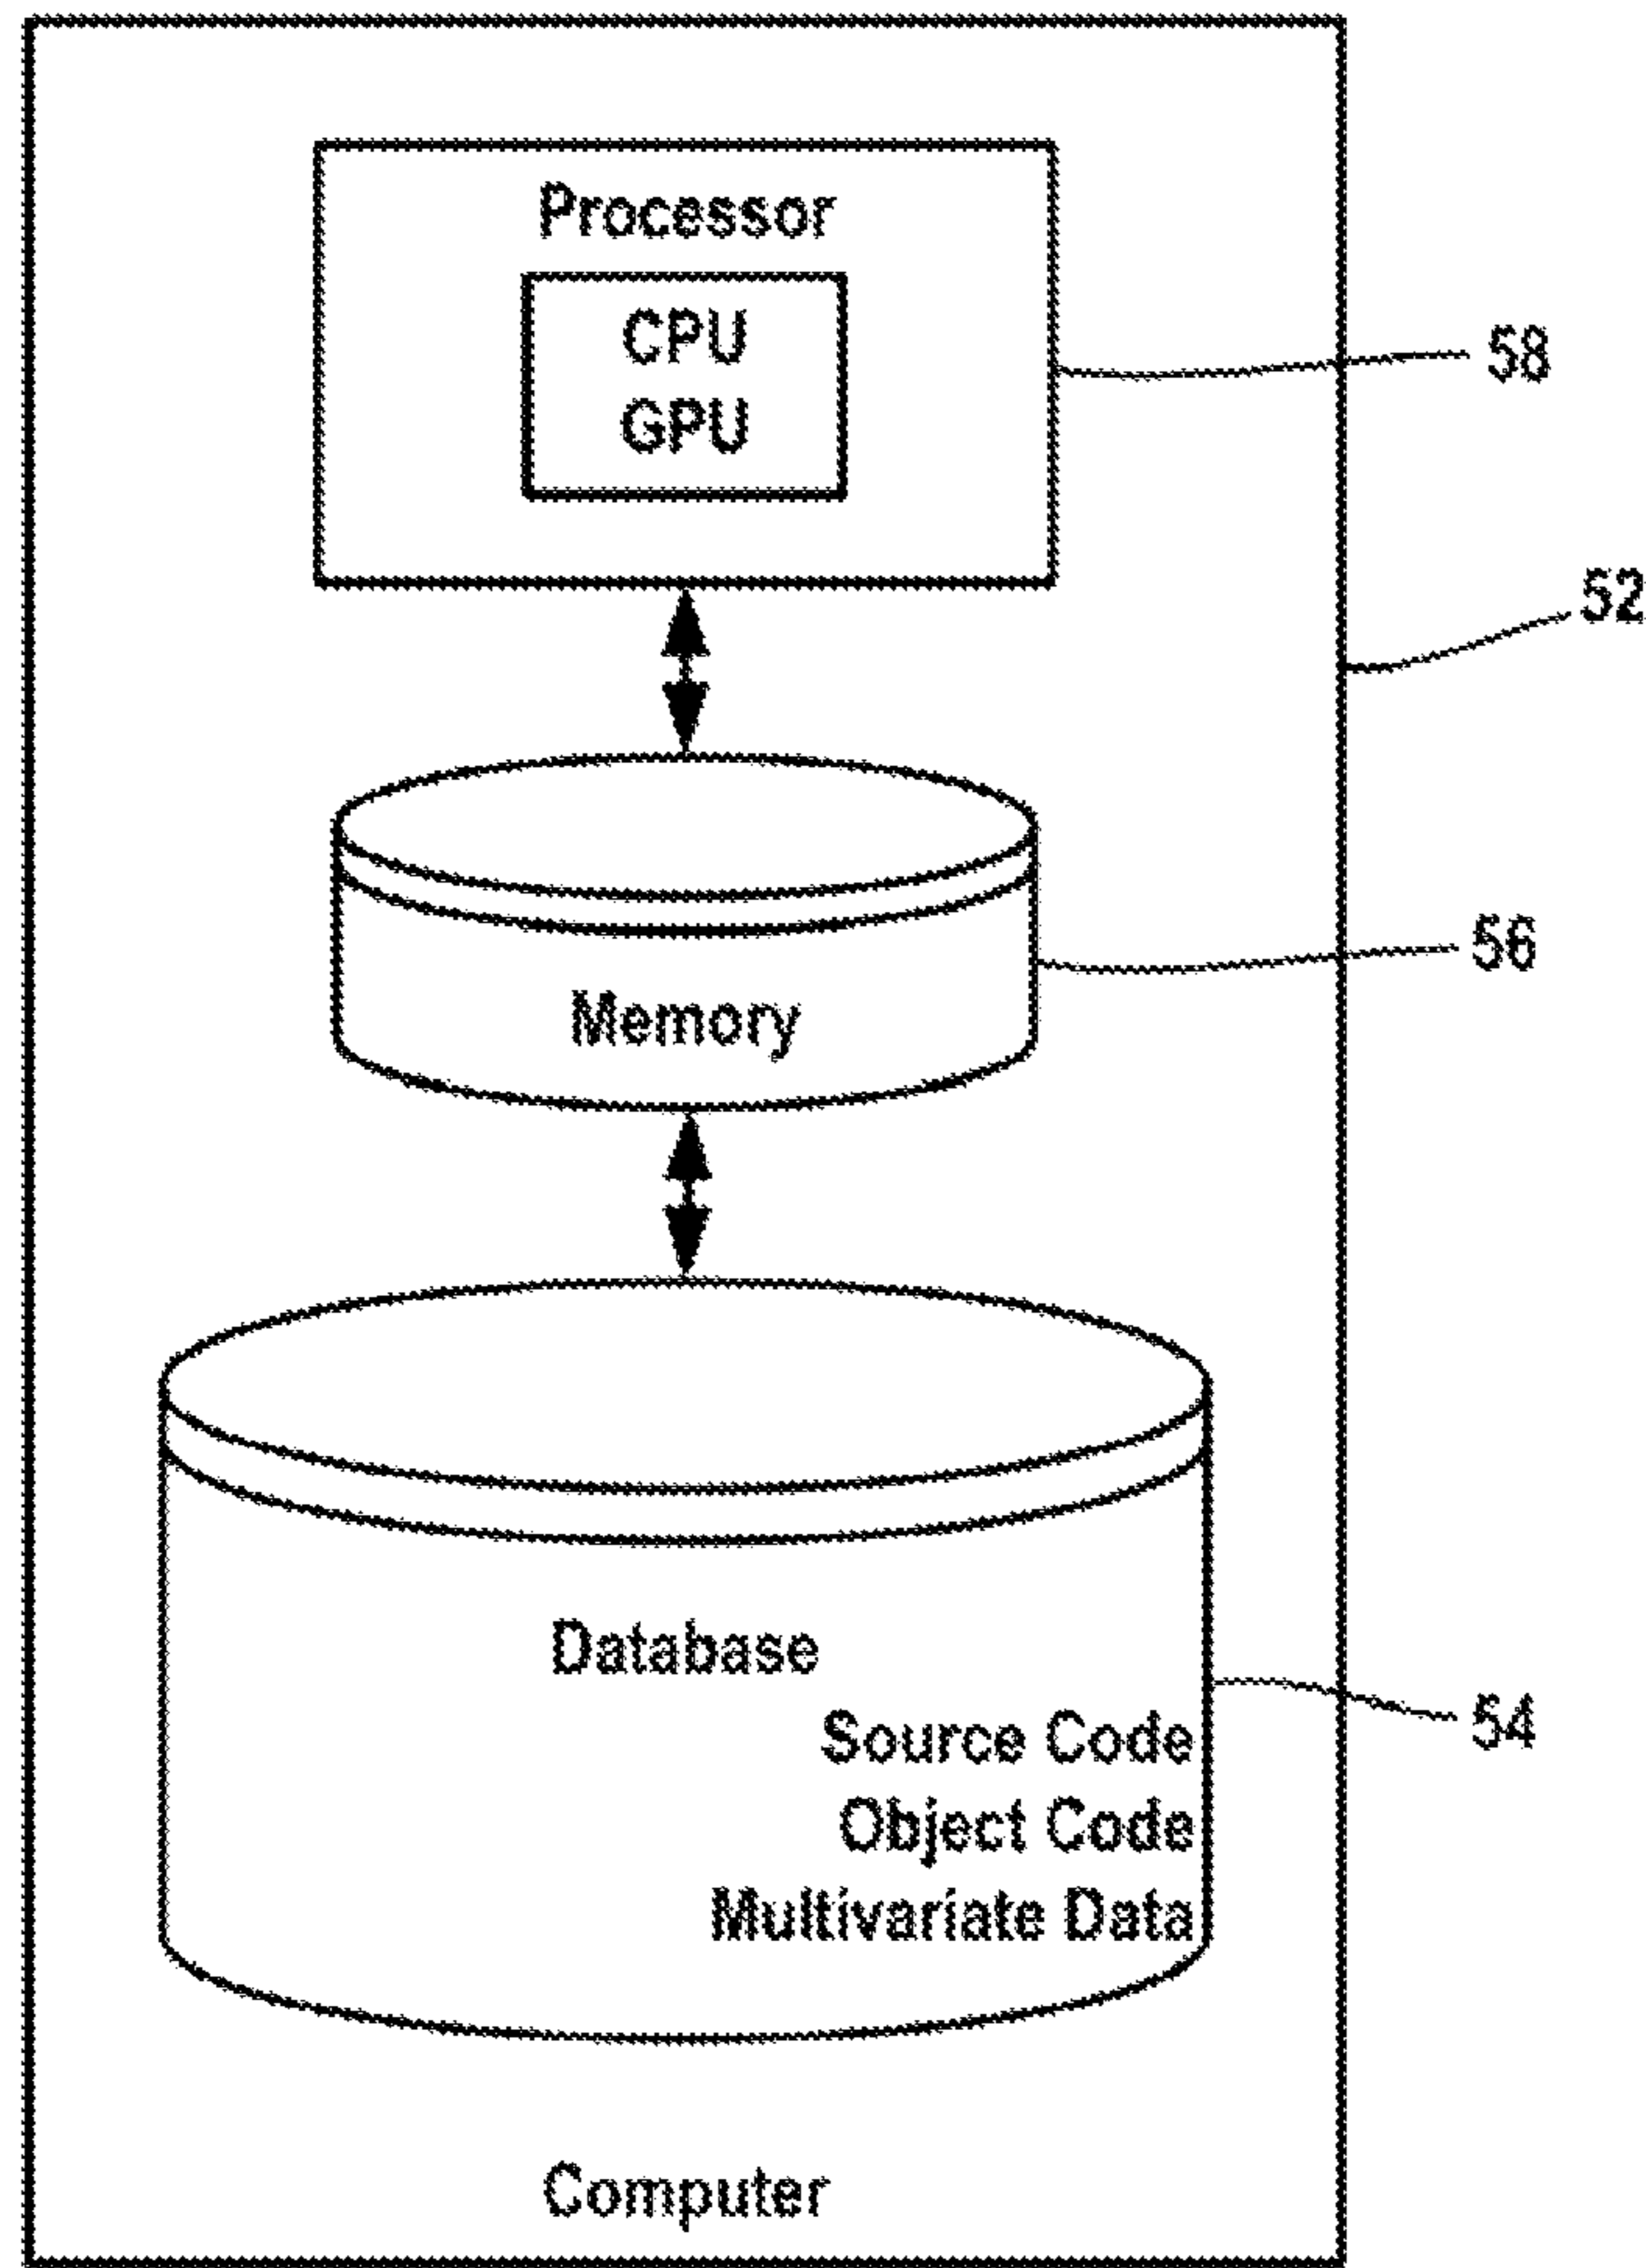 Processor
CPU
GPU
58
52
56
Memory
Database
Source Code
54
Object Code
Multivariate Data
Computer